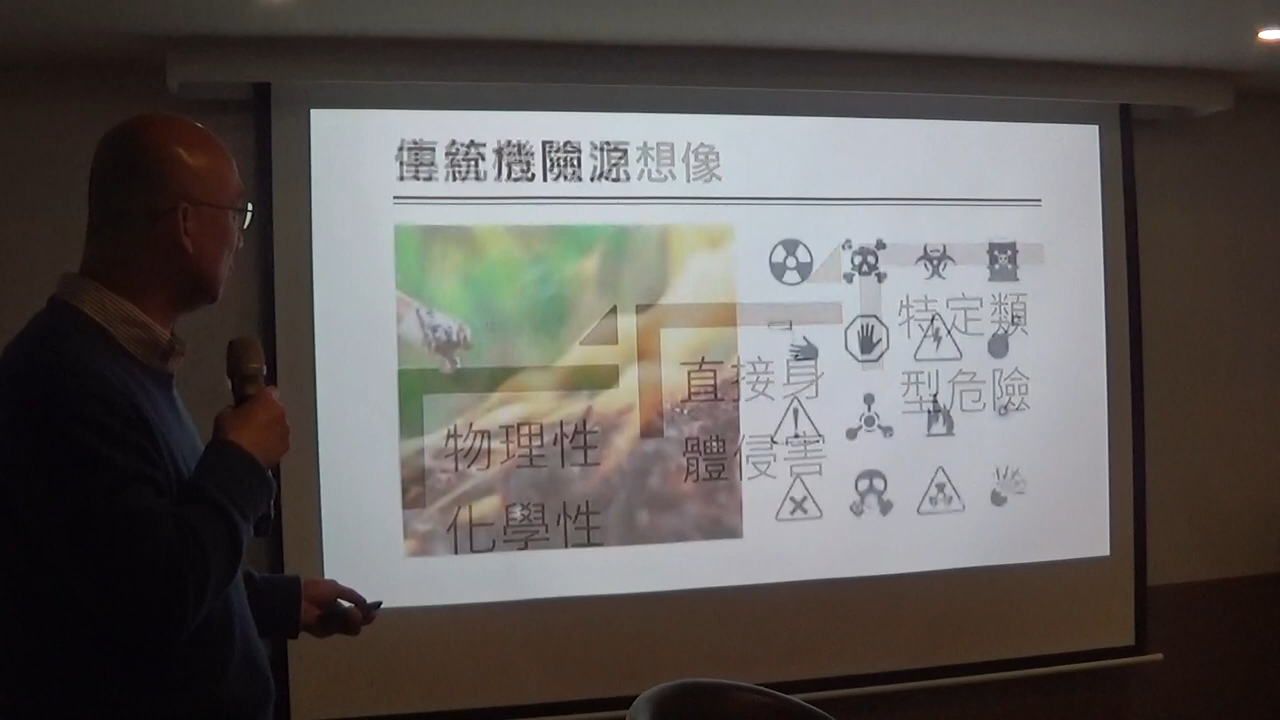 傳統險源想像
物理性
化學性
直接身
體侵害
特定類
型危險